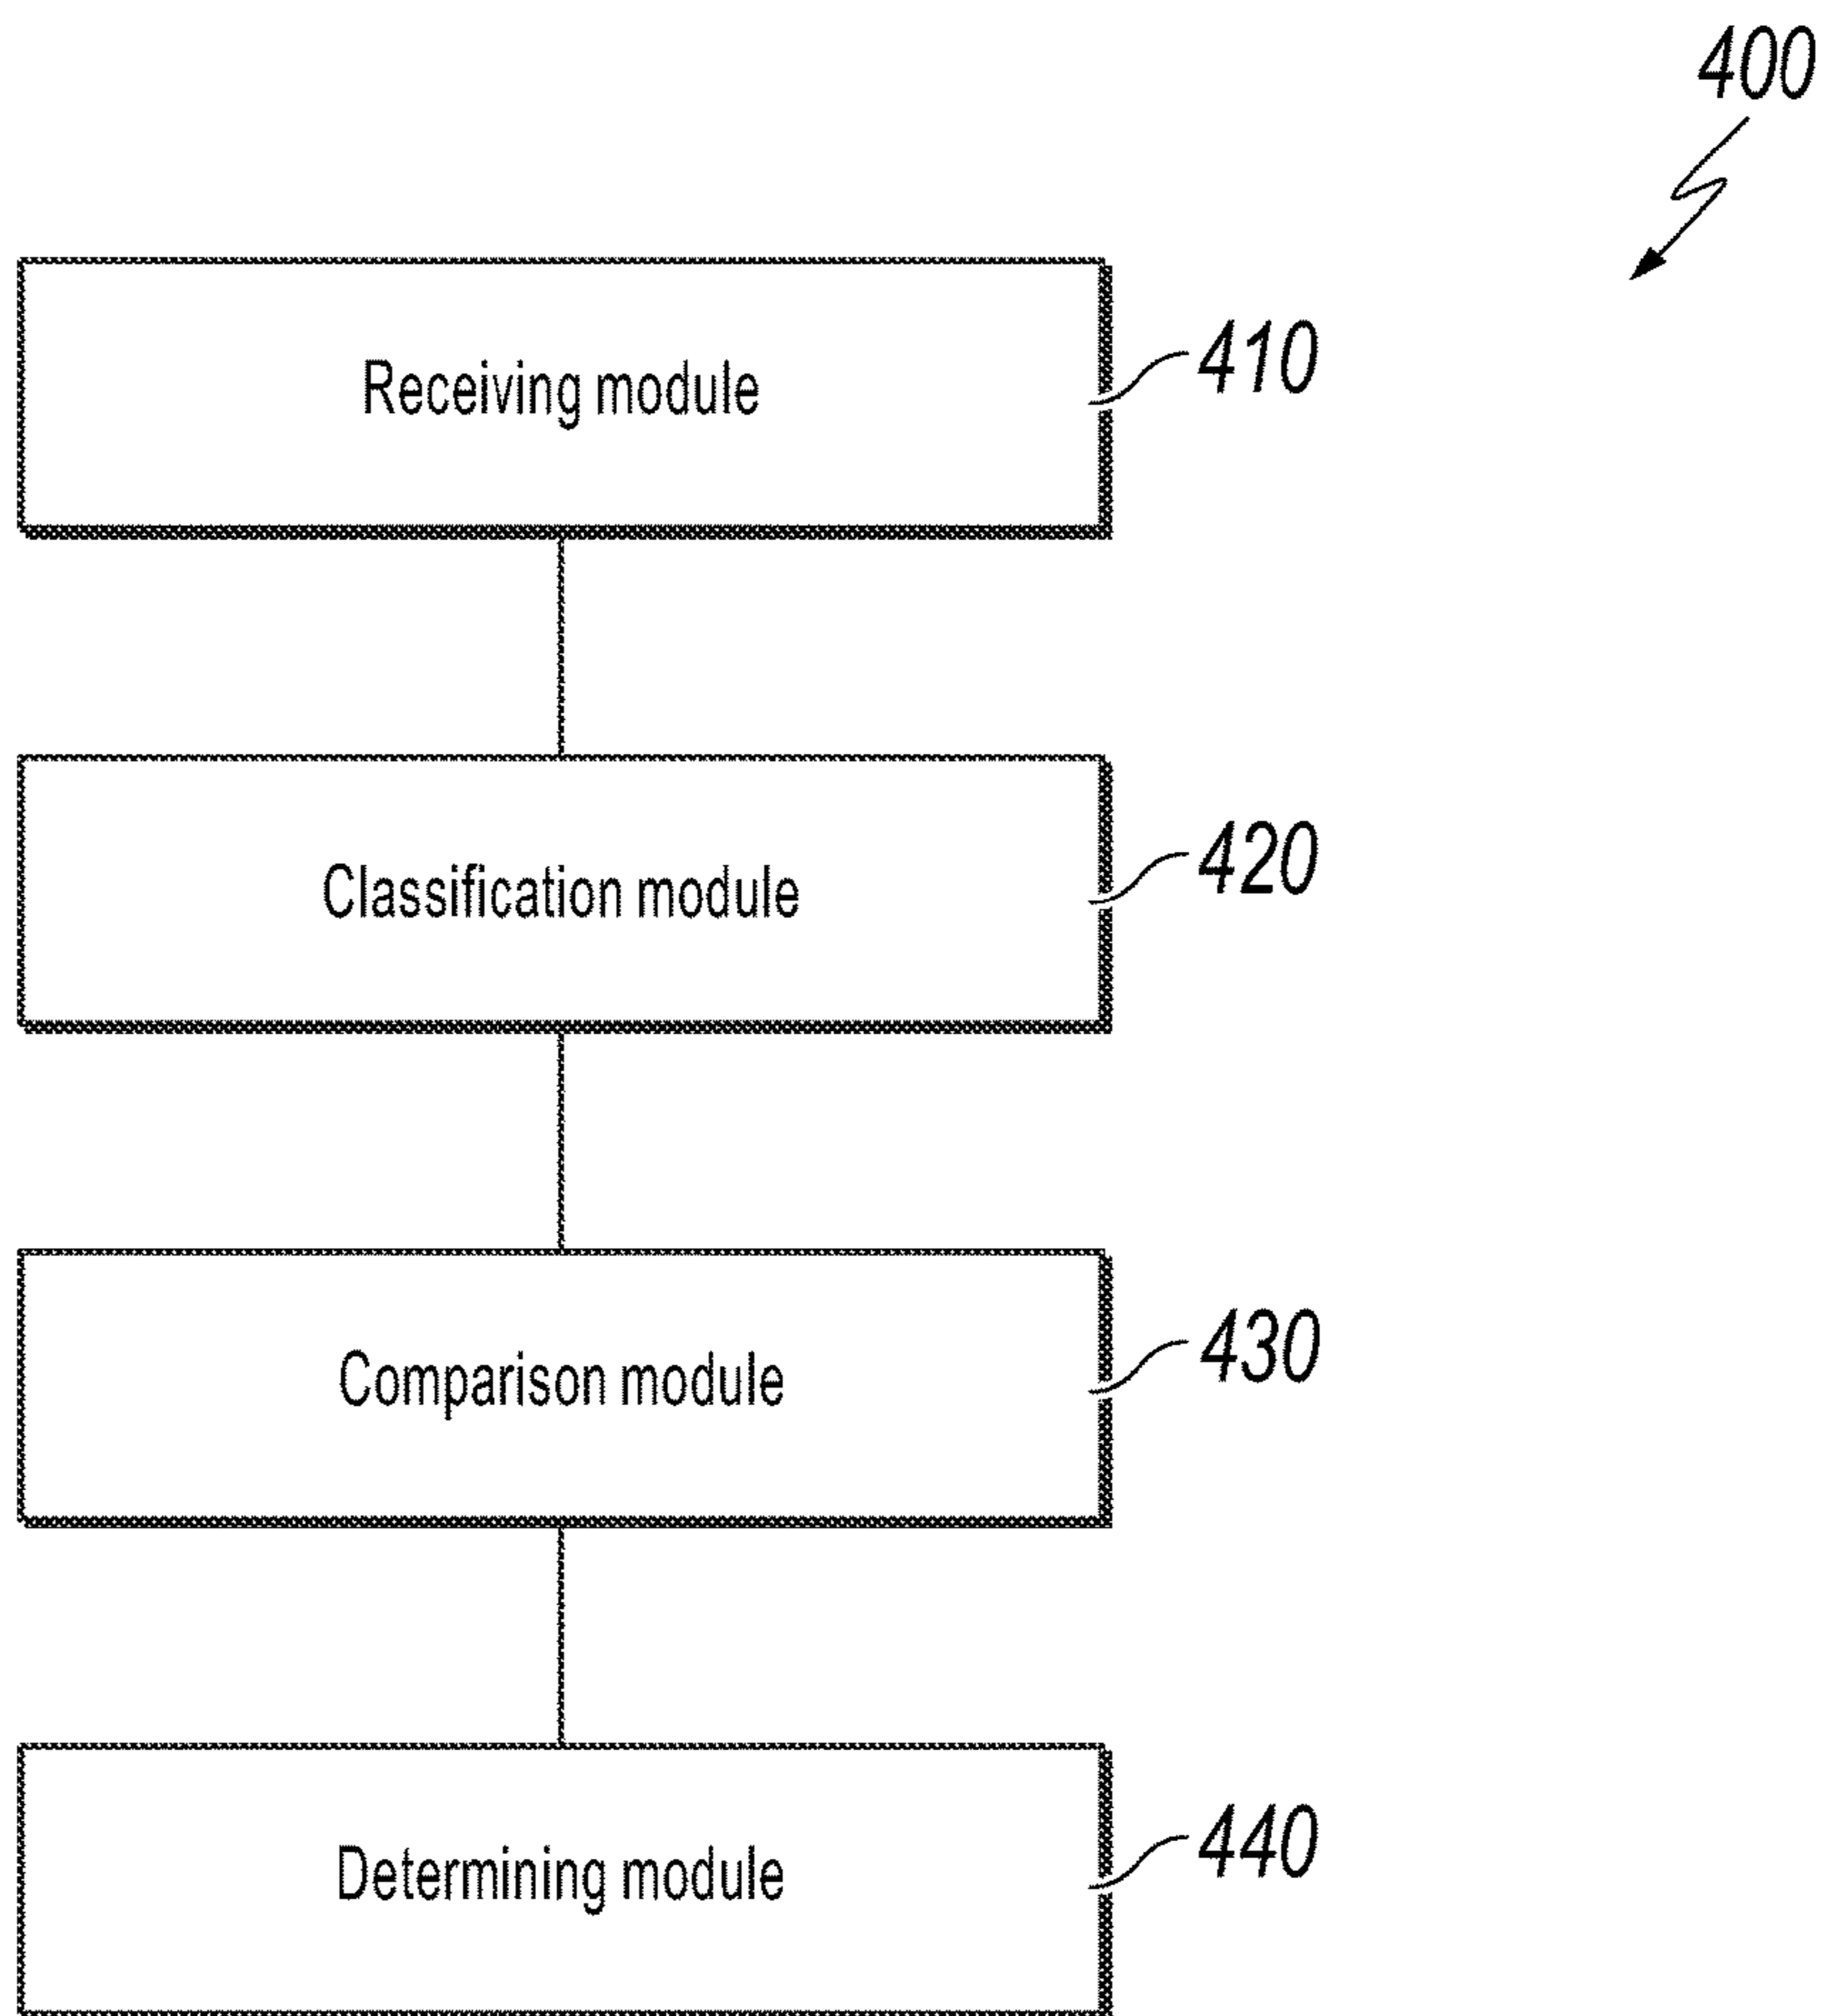 400
Receiving module
410
Classification module
420
Comparison module
430
Determining module
440